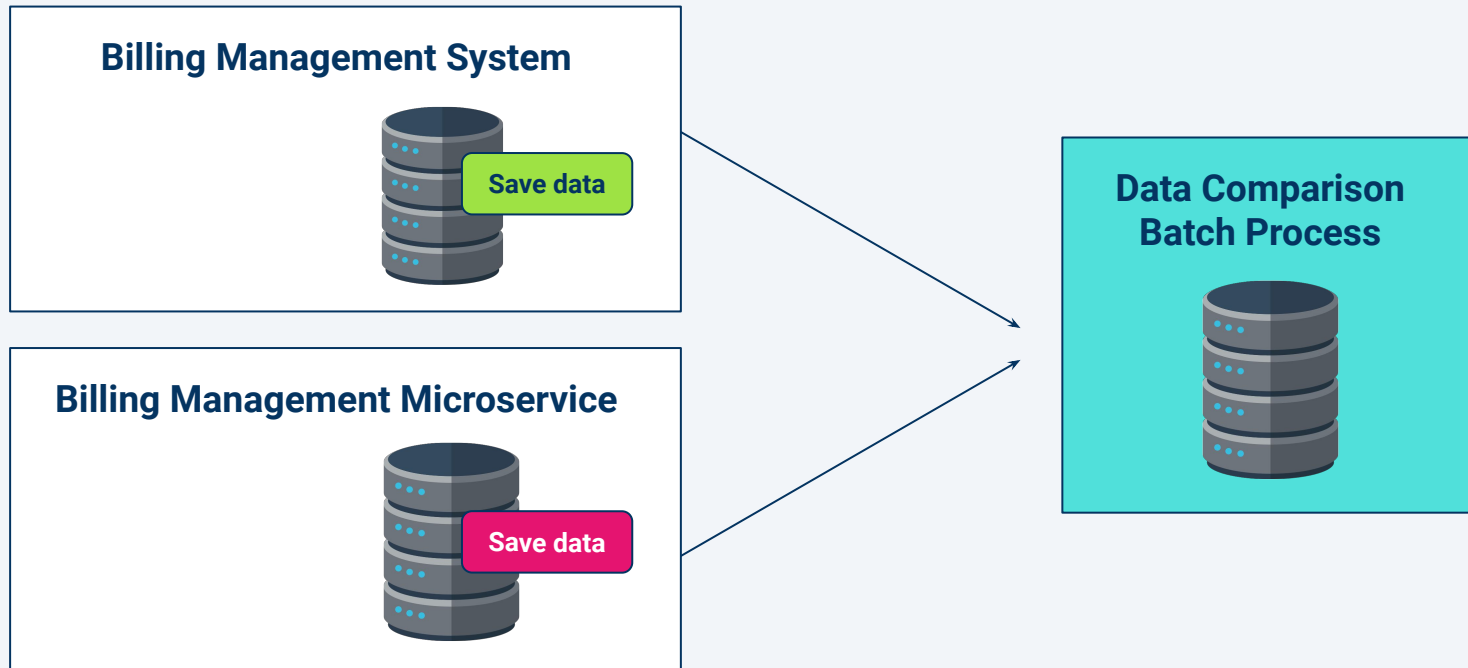 Billing Management System
Save data
Data Comparison
Batch Process
Billing Management Microservice
Save data